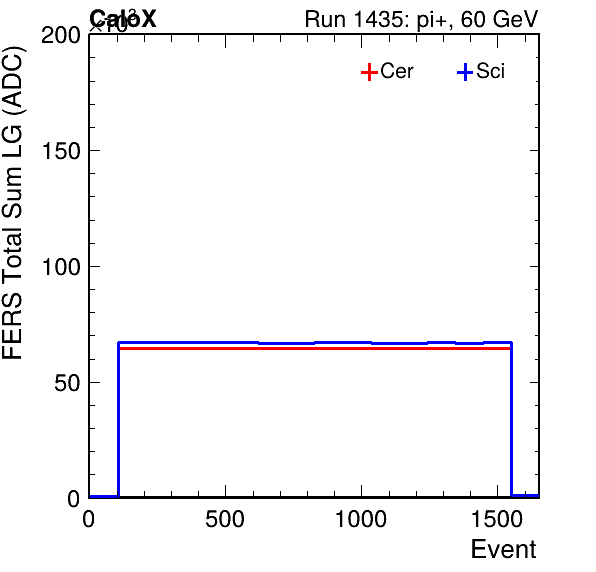 CaloX Run 1435: pi+, 60 GeV
×10³
Cer Sci
FERS Total Sum LG (ADC)
200
150
100
50
0
0 500 1000 1500
Event